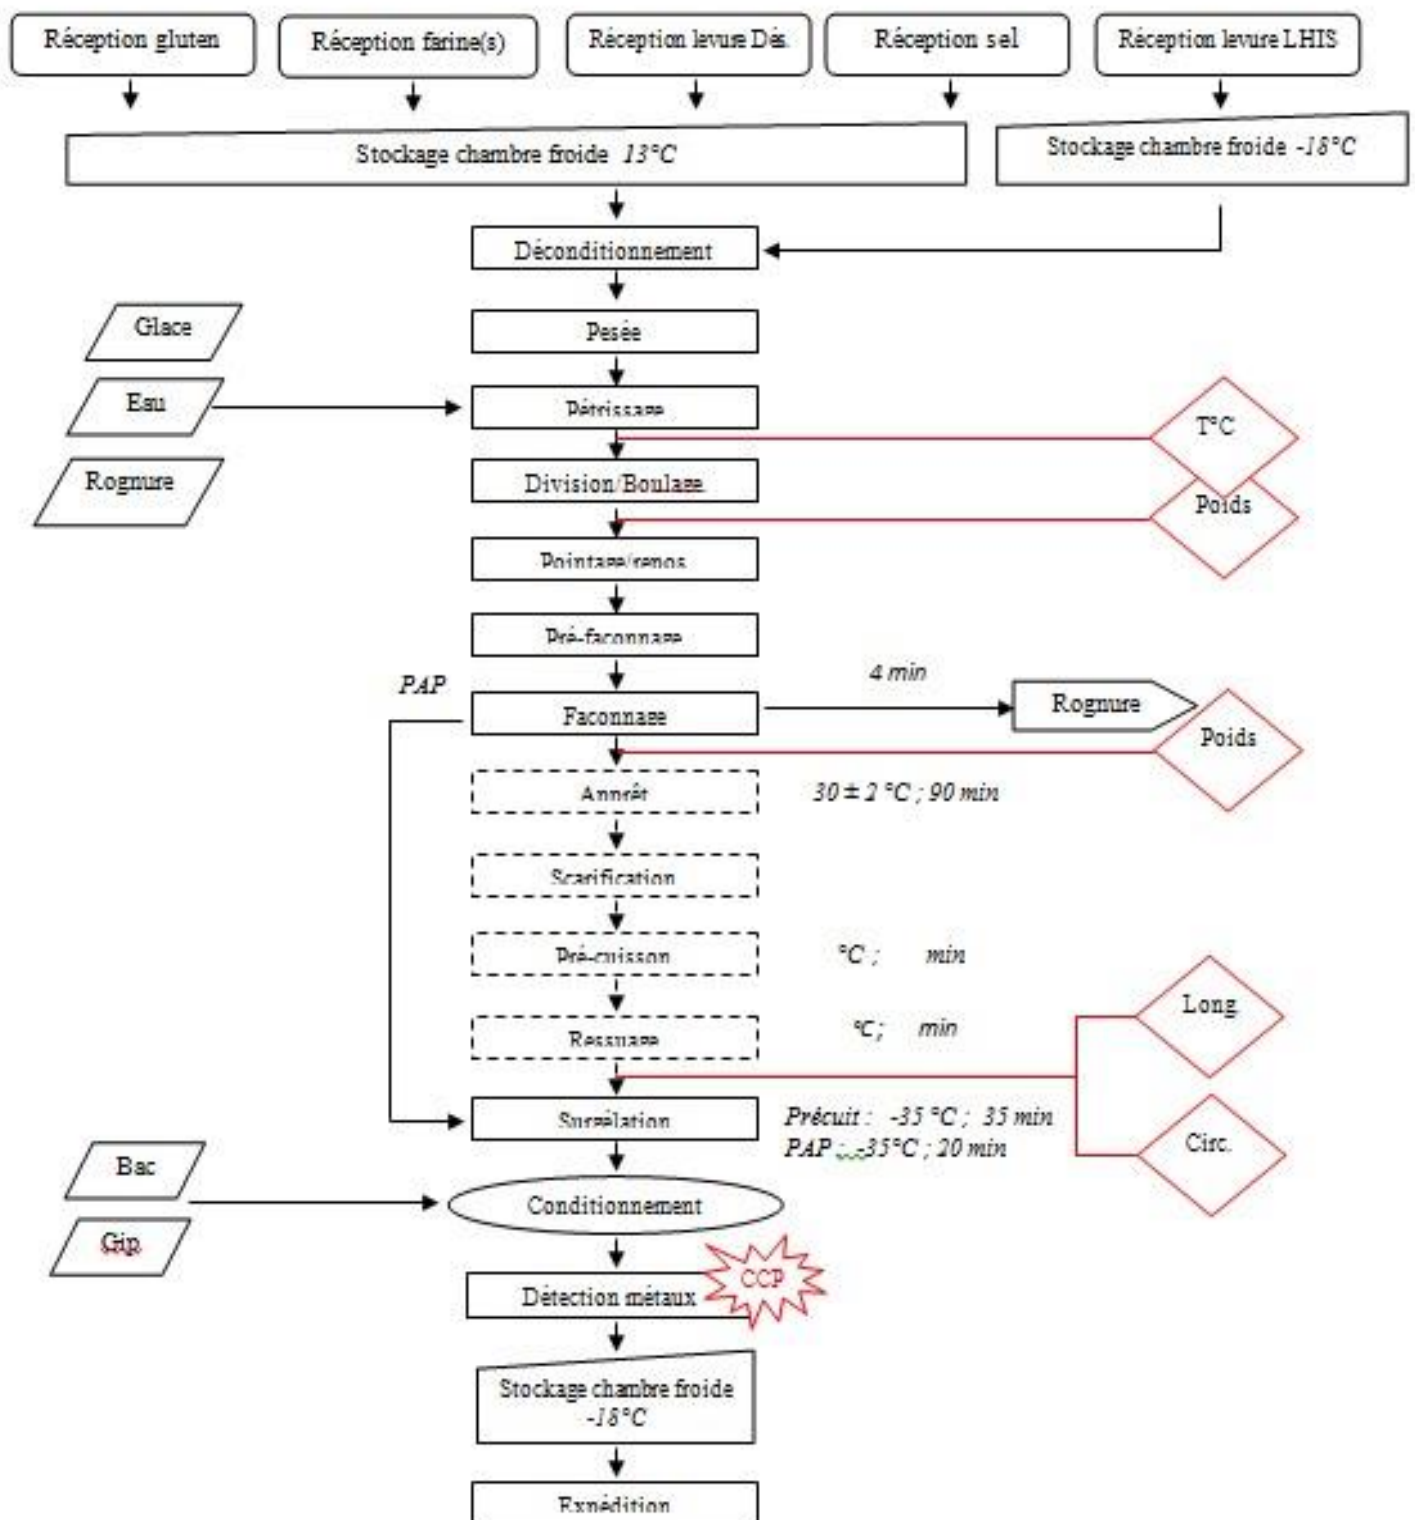 Réception gluten
Réception farine(s)
Réception levure Dés.
Réception sel
Réception levure LHIS
Stockage chambre froide 13°C
Stockage chambre froide -18°C
Déconditionnement
Glace
Pesée
Eau
Pétrissage
T°C
Rognure
Division/Boulage
Poids
Pointage/repos
Pré-façonnage
PAP
4 min
Façonnage
Rognure
Poids
Apprêt
30 ± 2 °C ; 90 min
Scarification
Pré-cuisson
°C ; min
Long.
Ressuage
°C ; min
Surgélation
Précuit : -35 °C ; 35 min
PAP : -35°C ; 20 min
Circ.
Bac
Conditionnement
Gip
CCP
Détection métaux
Stockage chambre froide
-18°C
Expédition